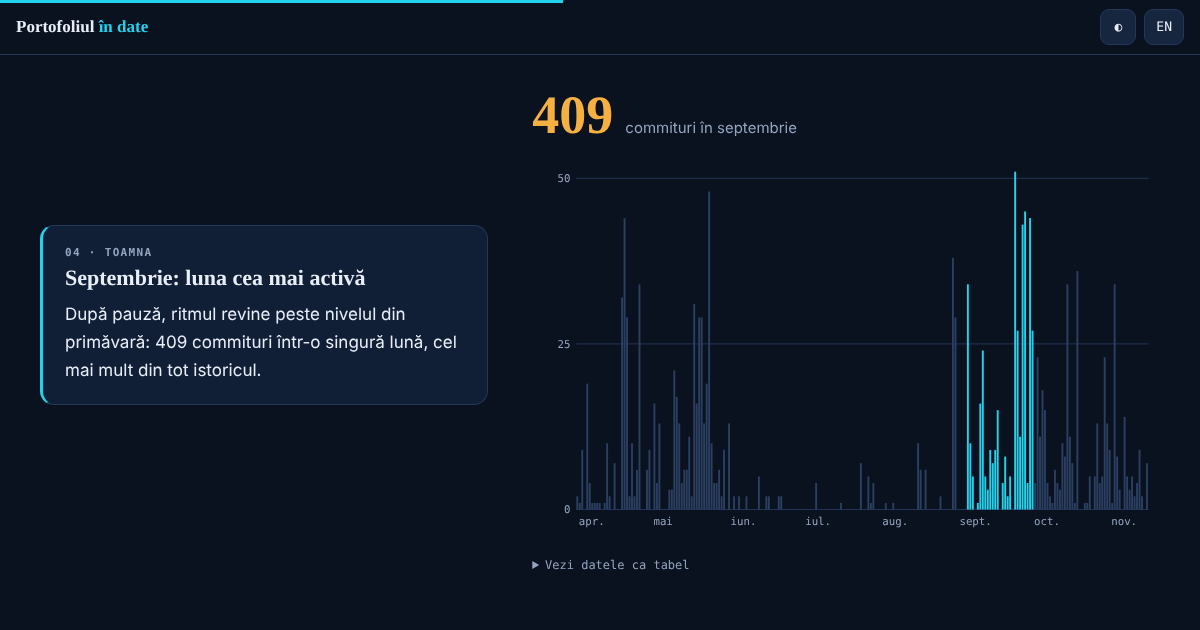 Portofoliul în date
◐ EN
409 commituri în septembrie
04 · TOAMNA
Septembrie: luna cea mai activă
După pauză, ritmul revine peste nivelul din
primăvară: 409 commituri într-o singură lună, cel
mai mult din tot istoricul.
50
25
0
apr. mai iun. iul. aug. sept. oct. nov.
▶ Vezi datele ca tabel